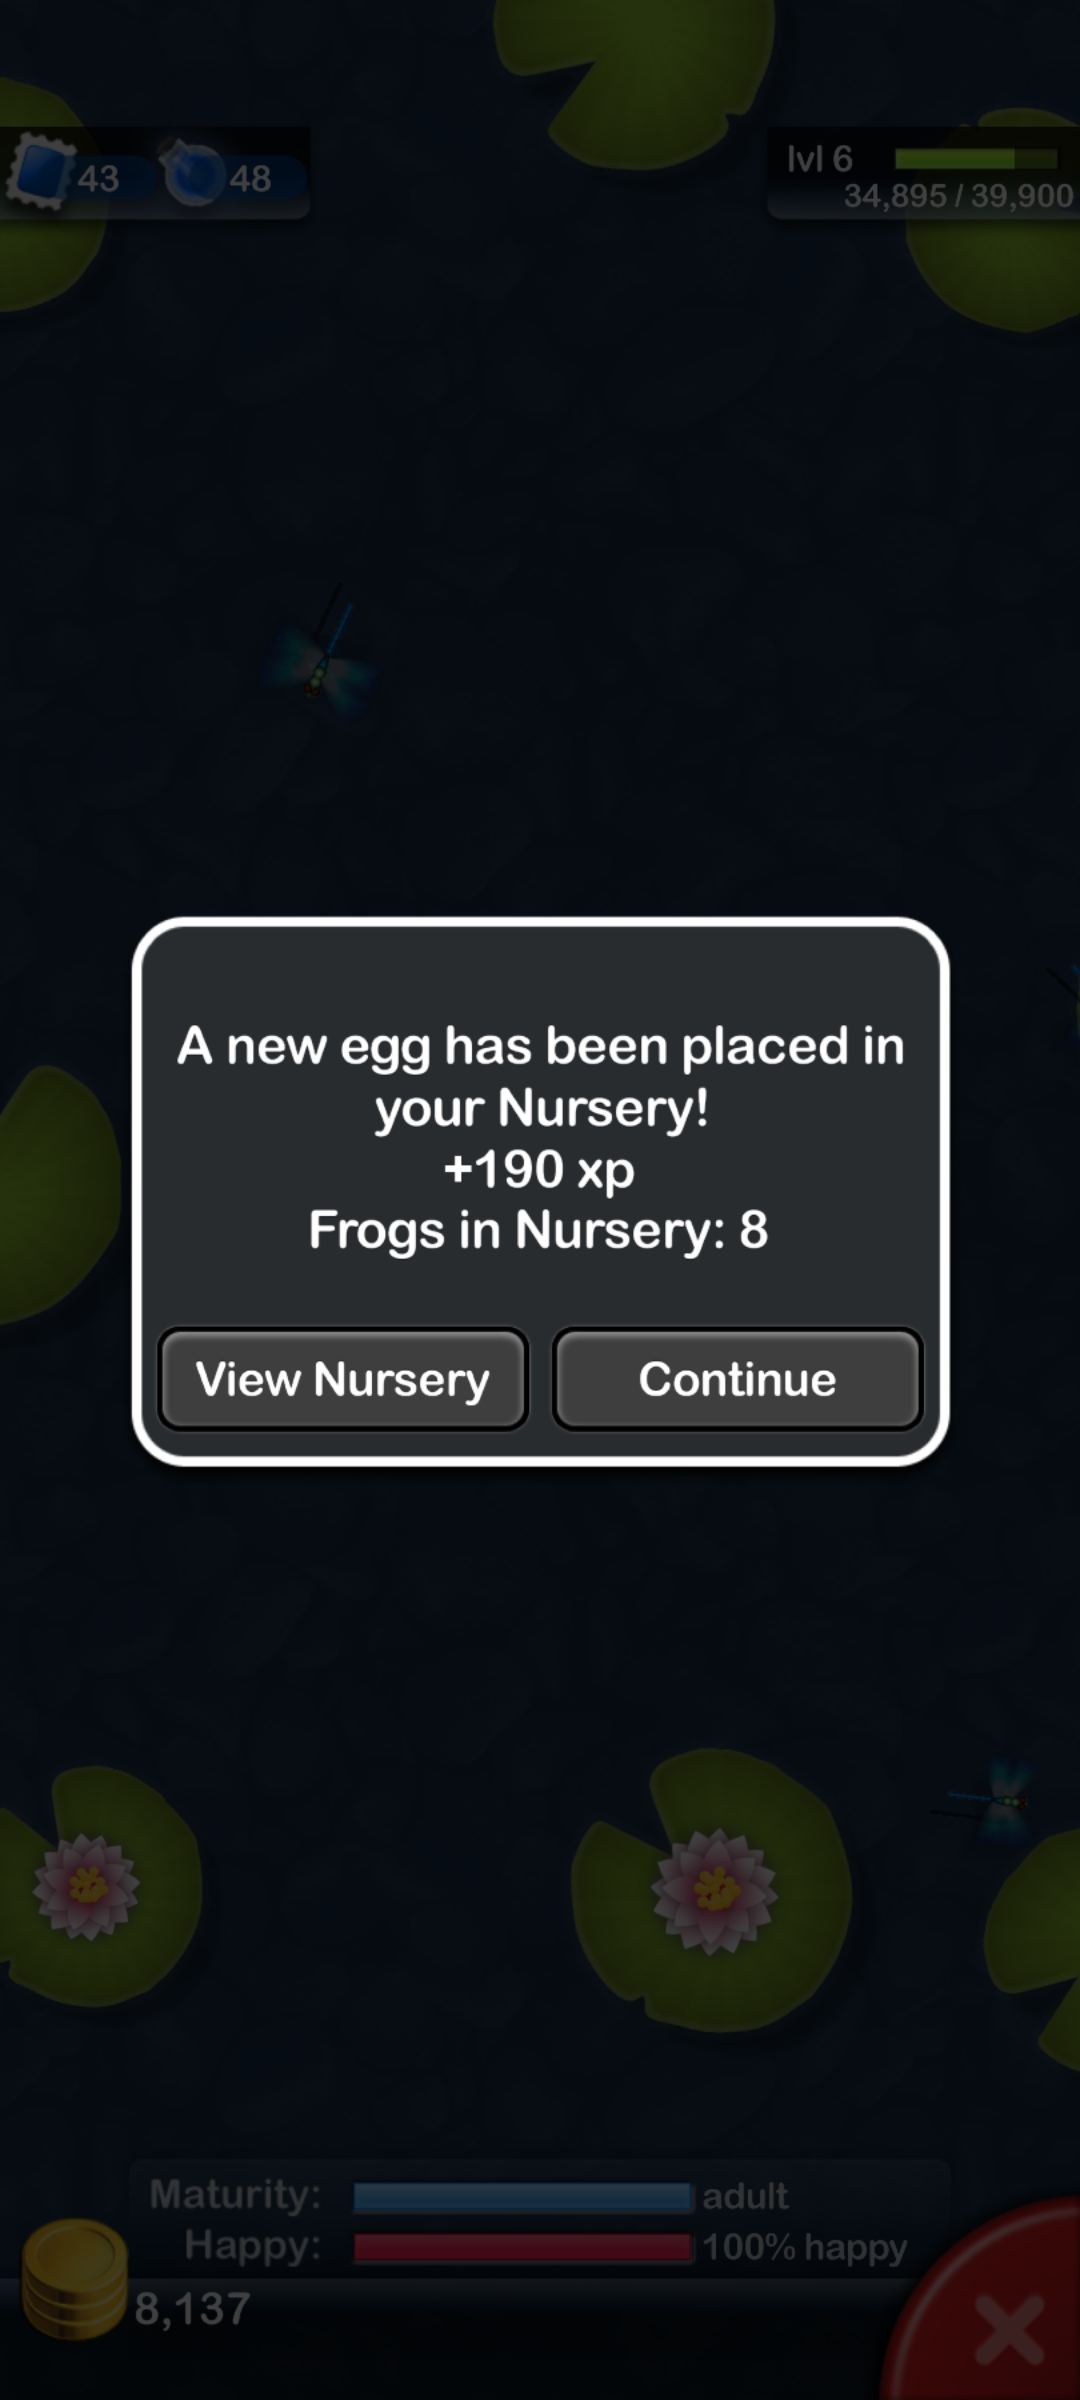 43 48
lvl 6
34,895 / 39,900
A new egg has been placed in
your Nursery!
+190 xp
Frogs in Nursery: 8
View Nursery Continue
Maturity: adult
Happy: 100% happy
8,137